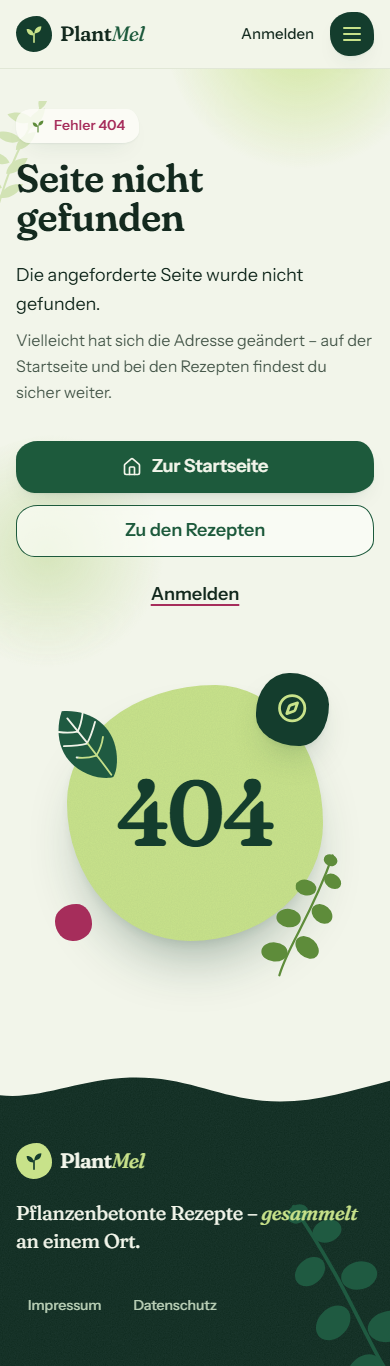 PlantMel
Anmelden
Fehler 404
Seite nicht
gefunden
Die angeforderte Seite wurde nicht
gefunden.
Vielleicht hat sich die Adresse geändert – auf der
Startseite und bei den Rezepten findest du
sicher weiter.
Zur Startseite
Zu den Rezepten
Anmelden
404
PlantMel
Pflanzenbetonte Rezepte – gesammelt
an einem Ort.
Impressum
Datenschutz